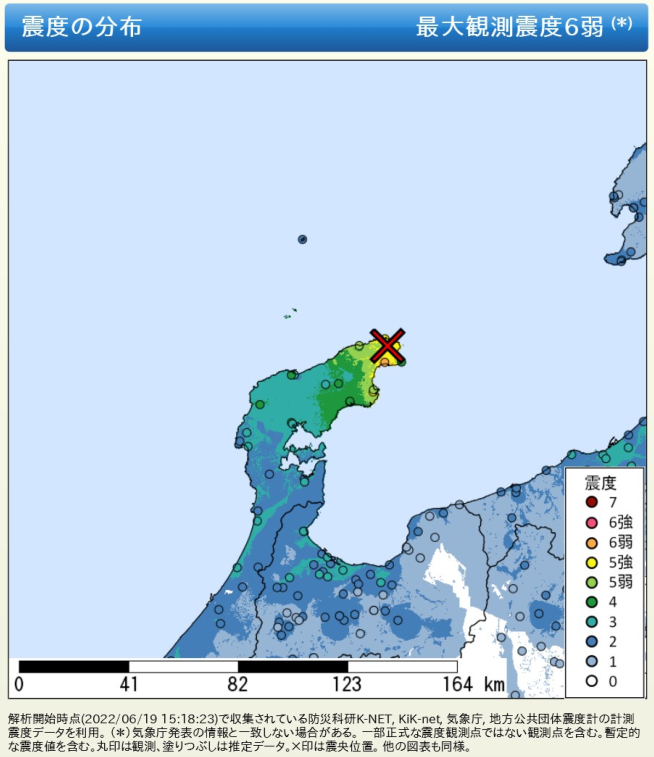 震度の分布
最大観測震度6弱 (*)
震度
7
6強
6弱
5強
5弱
4
3
2
1
0
0 41 82 123 164 km
解析開始時点(2022/06/19 15:18:23)で収集されている防災科研K-NET, KiK-net, 気象庁, 地方公共団体震度計の計測
震度データを利用。 (*)気象庁発表の情報と一致しない場合がある。 一部正式な震度観測点ではない観測点を含む。暫定的
な震度値を含む。丸印は観測、塗りつぶしは推定データ。×印は震央位置。 他の図表も同様。